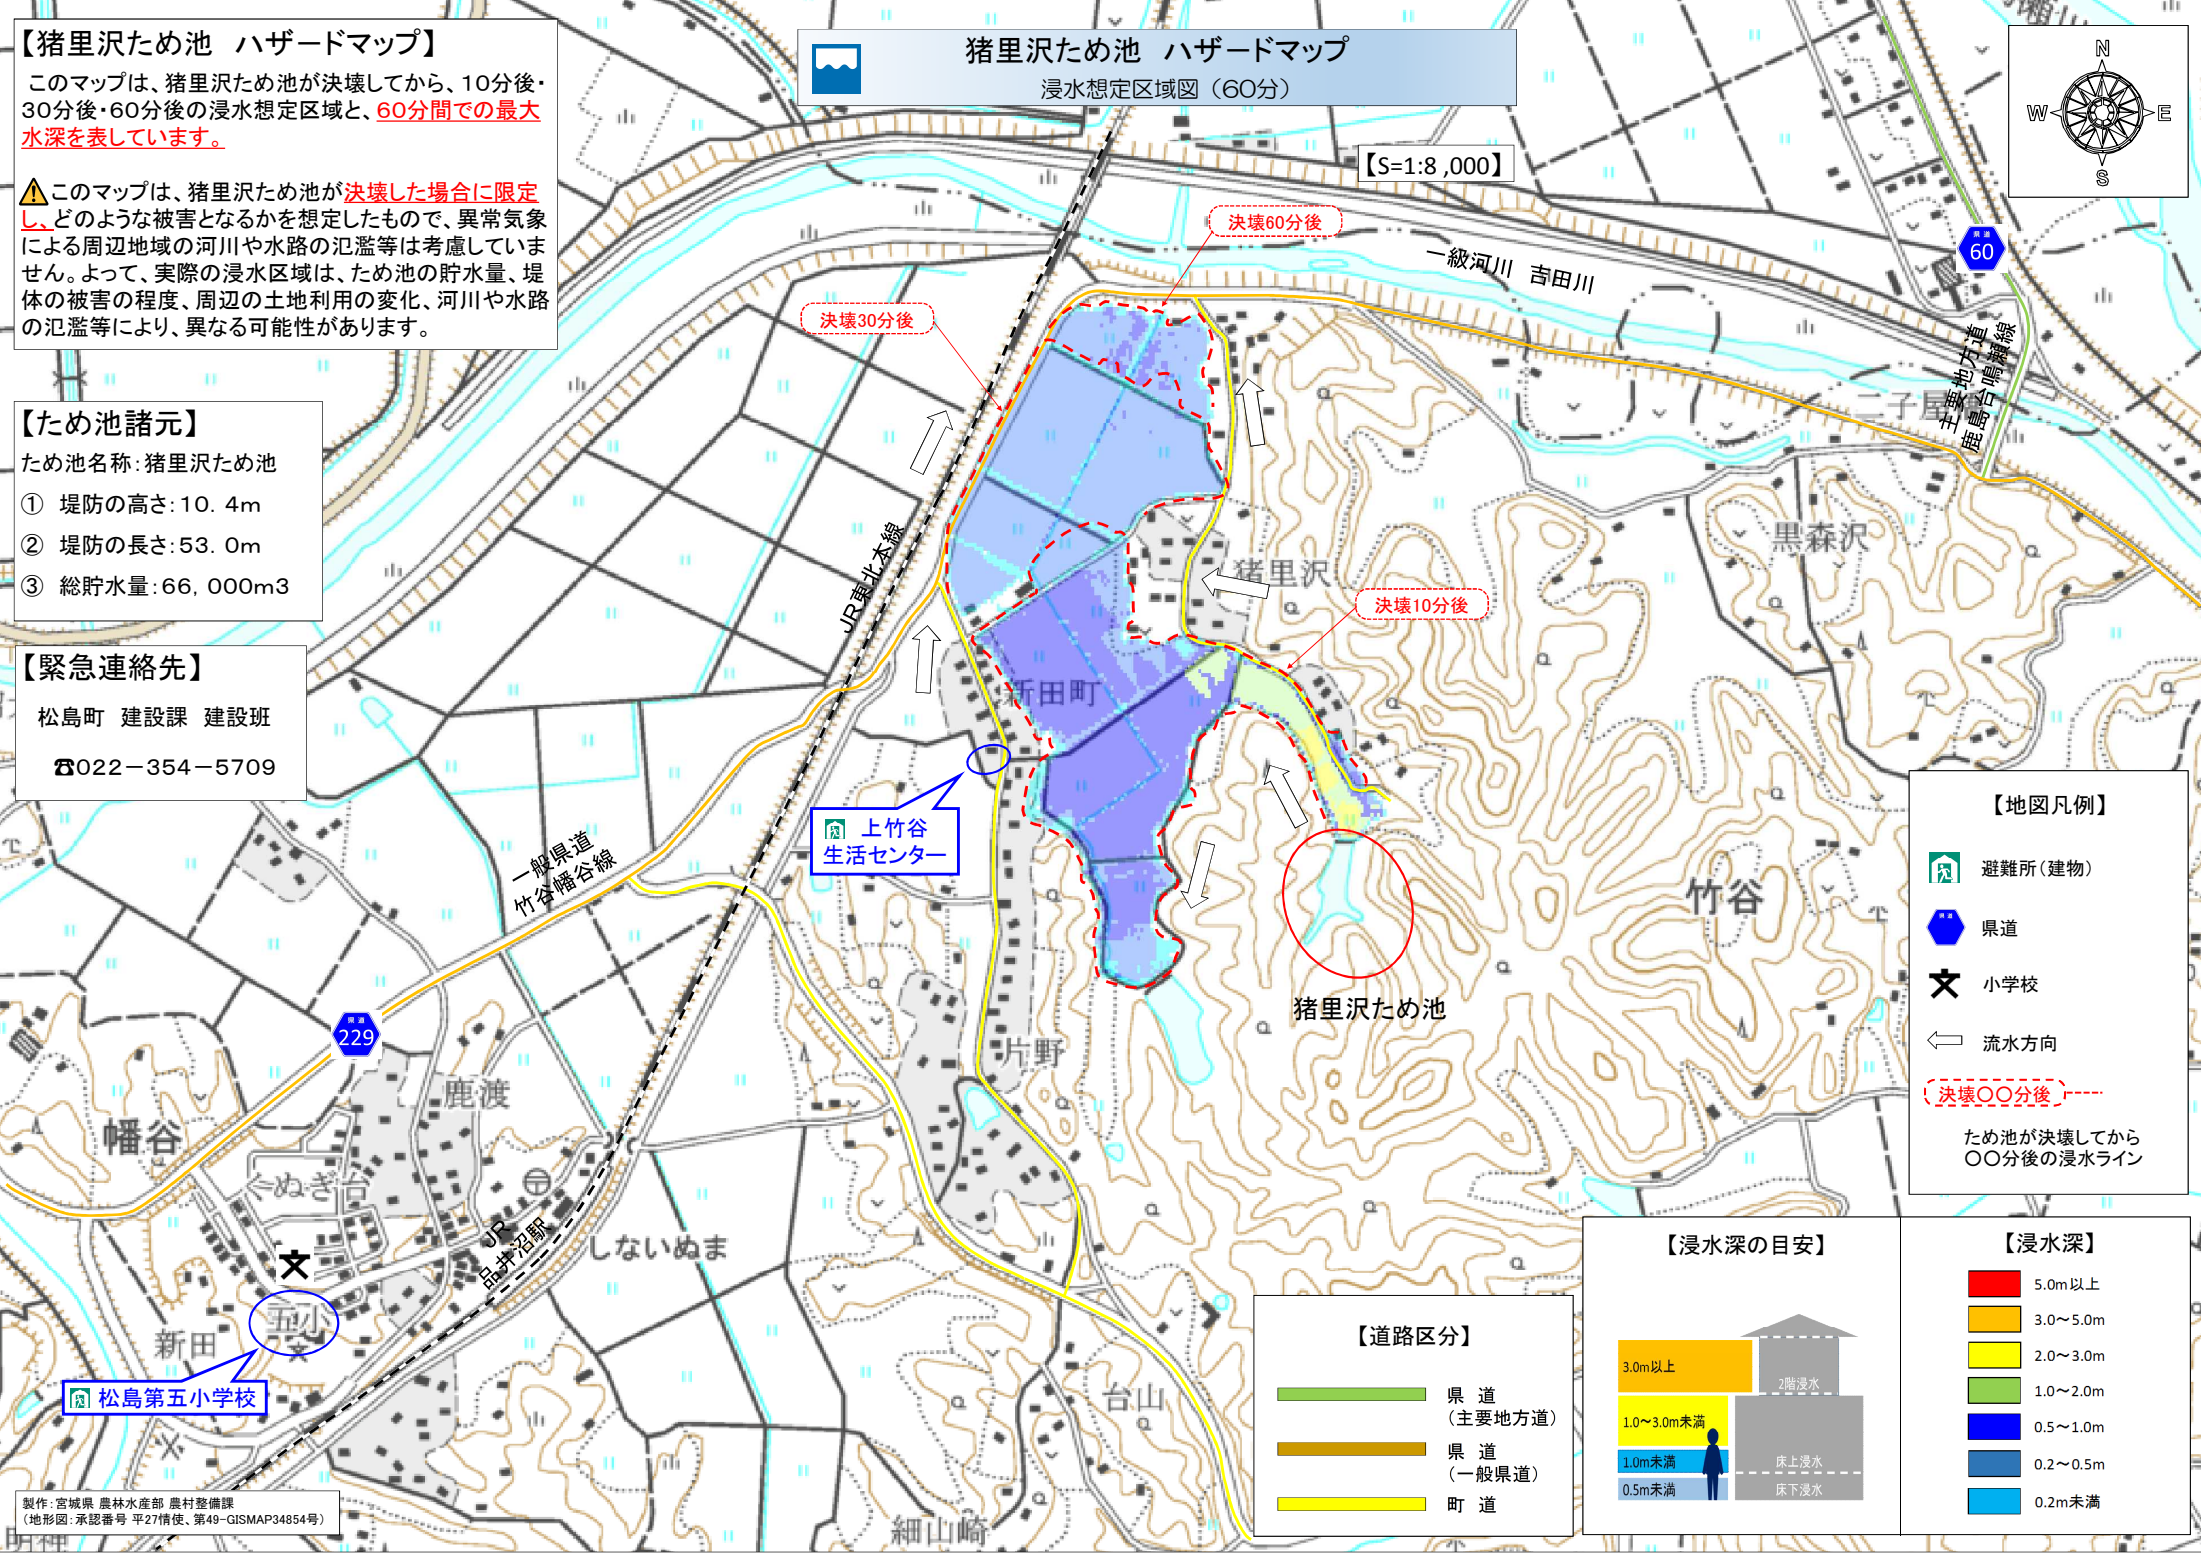 【猪里沢ため池　ハザードマップ】
このマップは、猪里沢ため池が決壊してから、10分後・
30分後・60分後の浸水想定区域と、60分間での最大
水深を表しています。
このマップは、猪里沢ため池が決壊した場合に限定
し、どのような被害となるかを想定したもので、異常気象
による周辺地域の河川や水路の氾濫等は考慮していま
せん。よって、実際の浸水区域は、ため池の貯水量、堤
体の被害の程度、周辺の土地利用の変化、河川や水路
の氾濫等により、異なる可能性があります。
【ため池諸元】
ため池名称：猪里沢ため池
① 堤防の高さ：10．4m
② 堤防の長さ：53．0m
③ 総貯水量：66，000m3
【緊急連絡先】
松島町 建設課 建設班
☎022－354－5709
猪里沢ため池　ハザードマップ
浸水想定区域図（60分）
【S=1:8,000】
N
W
E
S
決壊60分後
決壊30分後
決壊10分後
一級河川 吉田川
県道
60
主要地方道
鹿島台鳴瀬線
二子屋
黒森沢
猪里沢
JR東北本線
新田町
上竹谷
生活センター
一般県道
竹谷幡谷線
竹谷
猪里沢ため池
片野
県道
229
鹿渡
幡谷
くぬぎ台
JR
品井沼駅
しないぬま
五小
新田
松島第五小学校
台山
細山崎
明神
【地図凡例】
避難所（建物）
県道
県道
小学校
流水方向
決壊〇〇分後
ため池が決壊してから
〇〇分後の浸水ライン
【道路区分】
県 道
（主要地方道）
県 道
（一般県道）
町 道
【浸水深の目安】
3.0m以上
1.0～3.0m未満
1.0m未満
0.5m未満
2階浸水
床上浸水
床下浸水
【浸水深】
5.0m以上
3.0～5.0m
2.0～3.0m
1.0～2.0m
0.5～1.0m
0.2～0.5m
0.2m未満
製作：宮城県 農林水産部 農村整備課
（地形図：承認番号 平27情使、第49-GISMAP34854号）